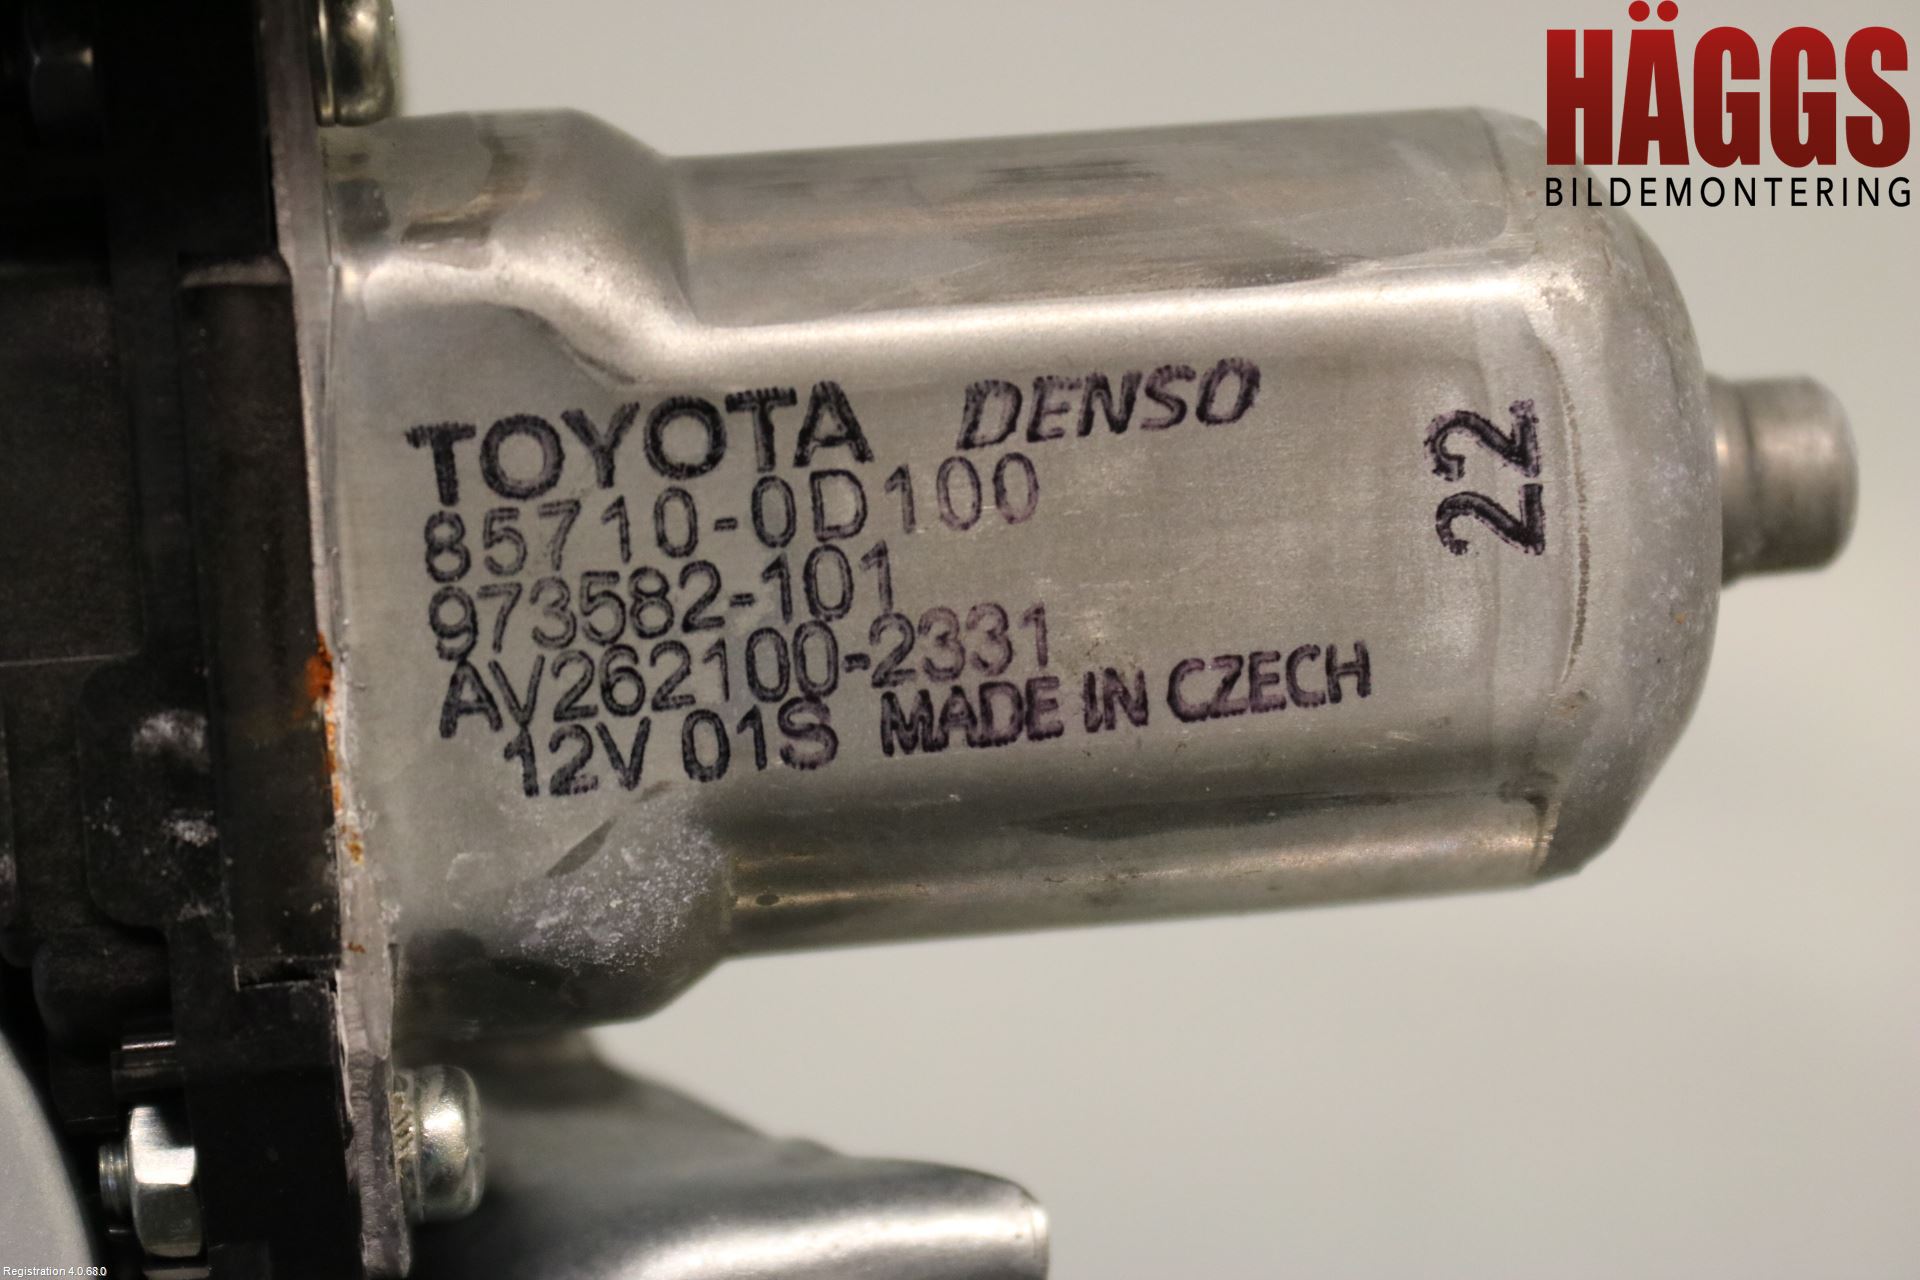 HÄGGS
BILDEMONTERING
TOYOTA DENSO
85710-0D100
973582-101
AV262100-2331
12V 01S MADE IN CZECH
22
Registration 4.0.68.0